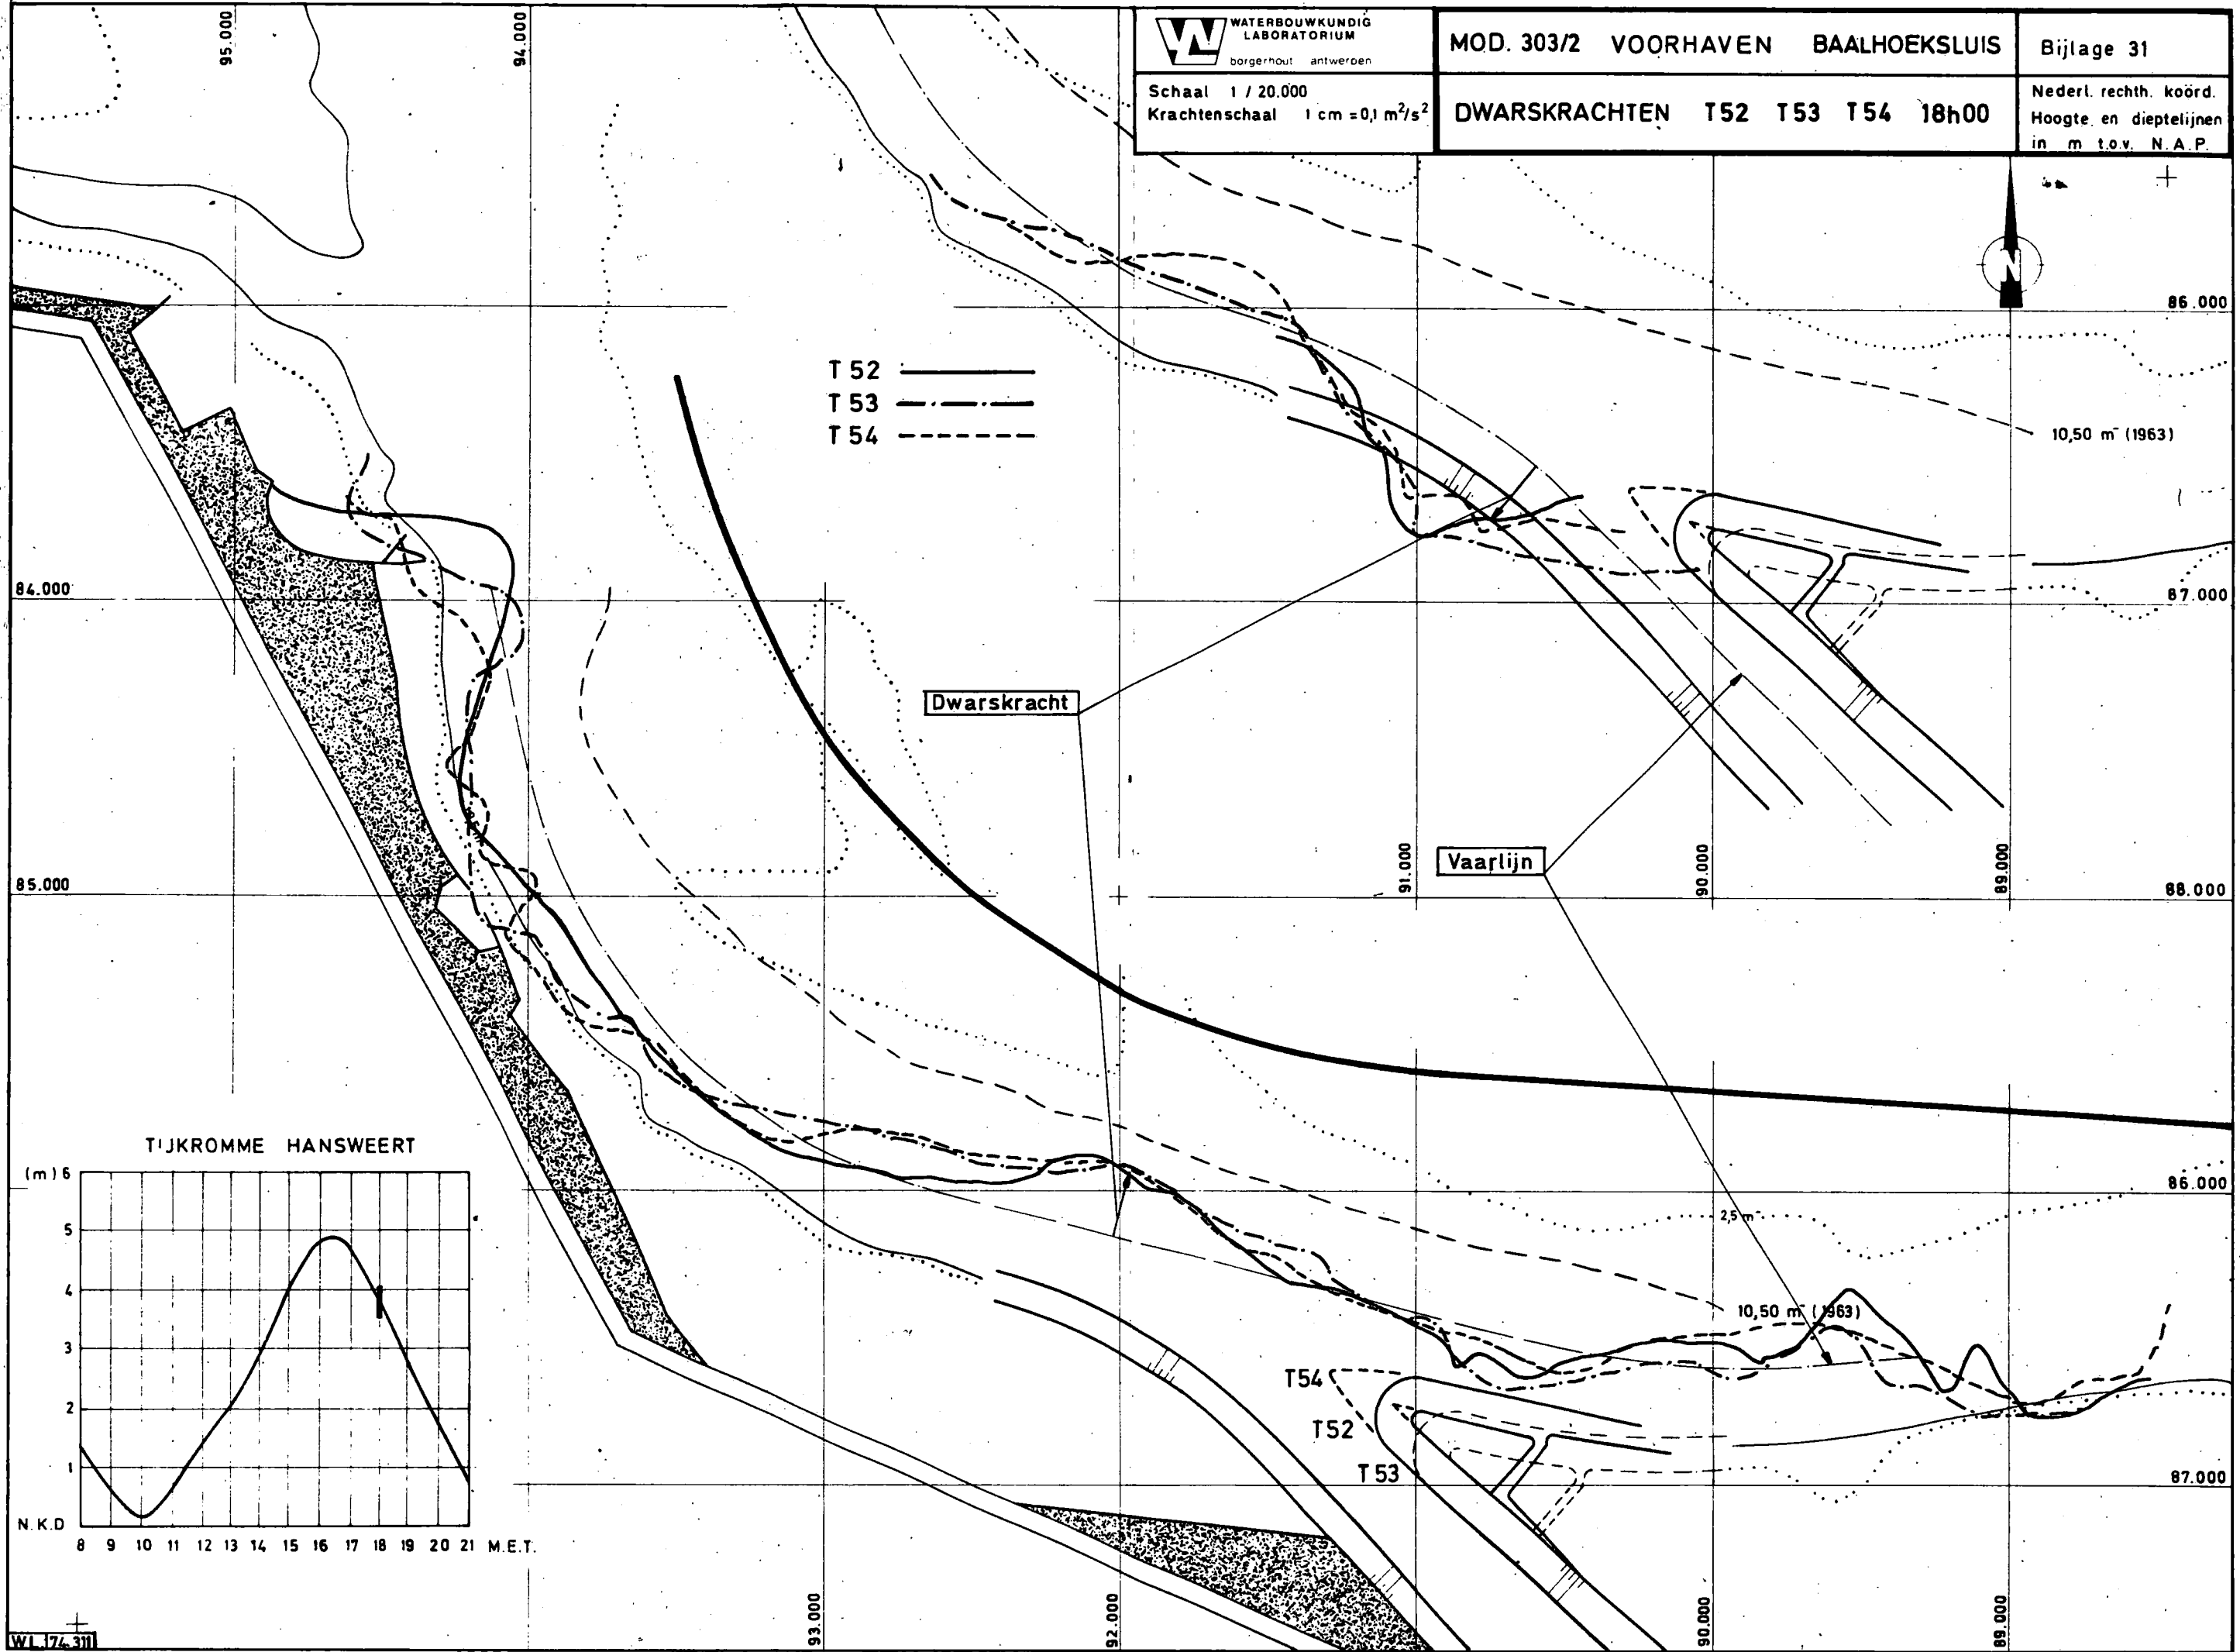 WATERBOUWKUNDIG
LABORATORIUM
borgerhout antwerpen
MOD. 303/2 VOORHAVEN BAALHOEKSLUIS
Bijlage 31
Schaal 1 / 20.000
Krachtenschaal 1 cm = 0,1 m²/s²
DWARSKRACHTEN T52 T53 T54 18h00
Nederl. rechth. koörd.
Hoogte en dieptelijnen
in m t.o.v. N.A.P.
95.000
94.000
N
86.000
T 52
T 53
T 54
10,50 m⁻ (1963)
84.000
87.000
Dwarskracht
91.000
Vaarlijn
90.000
89.000
85.000
88.000
86.000
2,5 m⁻
10,50 m⁻ (1963)
T54
T52
T53
87.000
TIJKROMME HANSWEERT
(m) 6
5
4
3
2
1
N.K.D
8 9 10 11 12 13 14 15 16 17 18 19 20 21 M.E.T.
93.000
92.000
90.000
89.000
W.L. 74.311